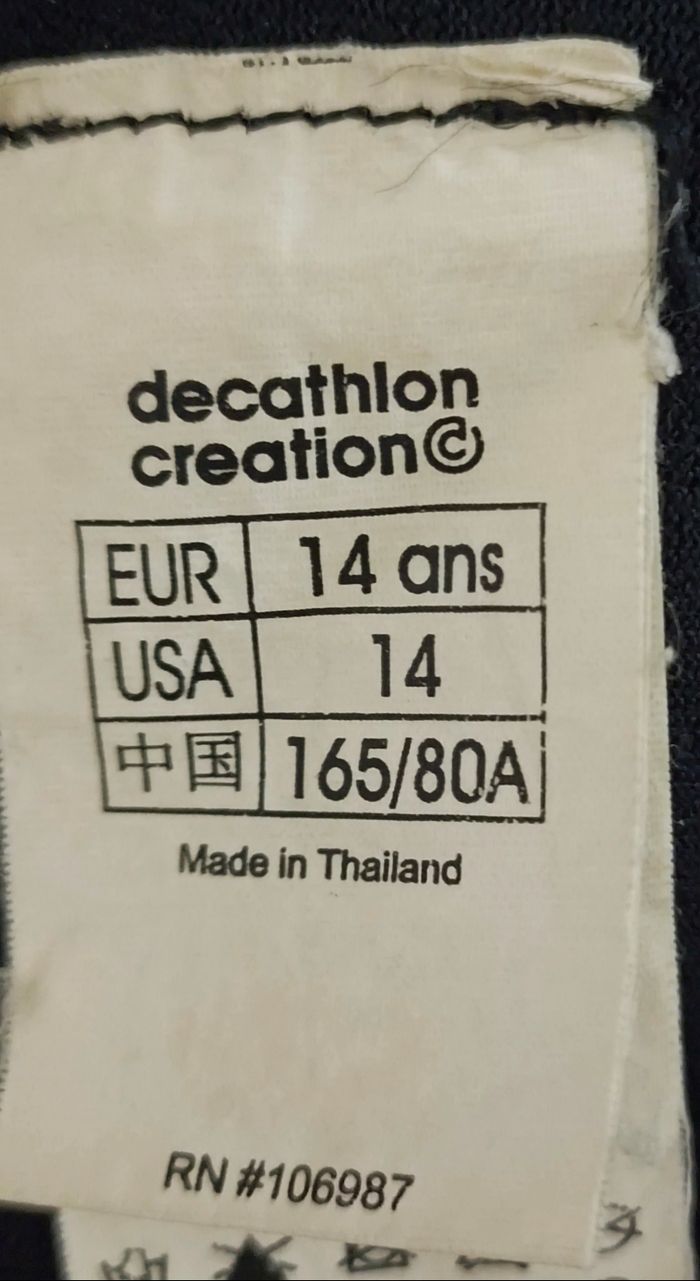 decathlon
creation©
EUR 14 ans
USA 14
中国 165/80A
Made in Thailand
RN #106987